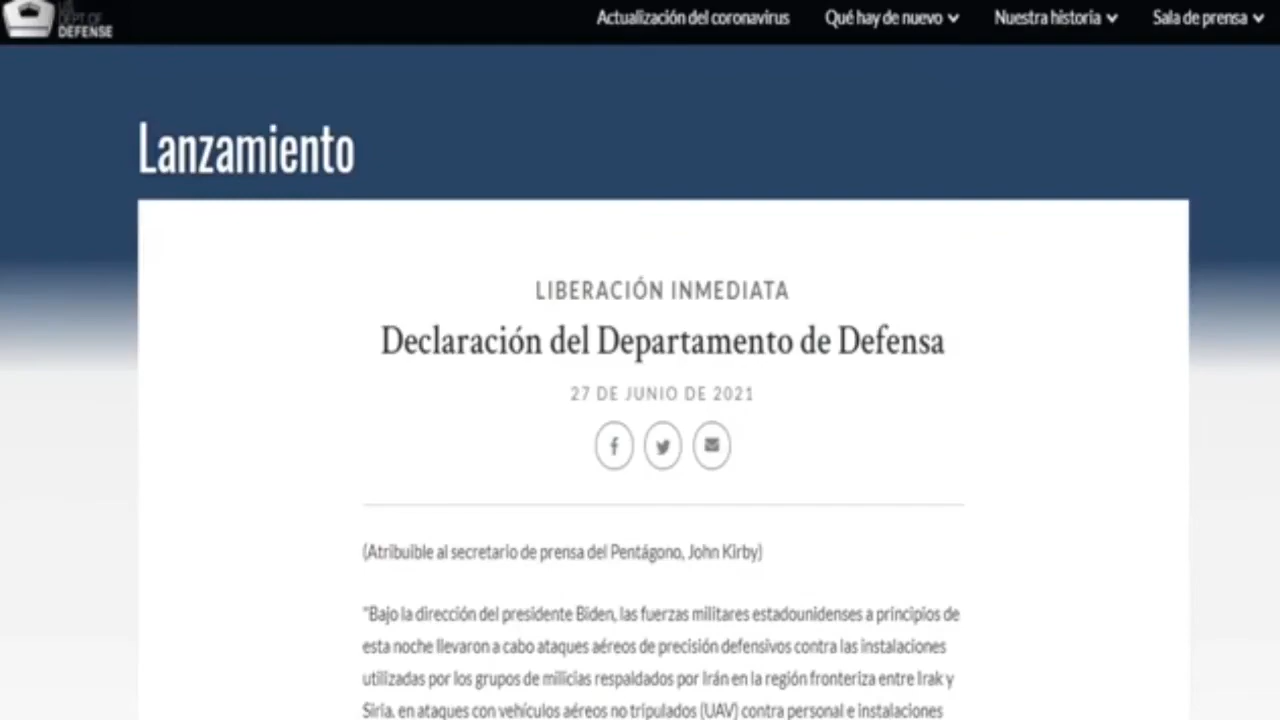 DEPT OF
DEFENSE
Actualización del coronavirus Qué hay de nuevo Nuestra historia Sala de prensa
Lanzamiento
LIBERACIÓN INMEDIATA
Declaración del Departamento de Defensa
27 DE JUNIO DE 2021
(Atribuible al secretario de prensa del Pentágono, John Kirby)
"Bajo la dirección del presidente Biden, las fuerzas militares estadounidenses a principios de
esta noche llevaron a cabo ataques aéreos de precisión defensivos contra las instalaciones
utilizadas por los grupos de milicias respaldados por Irán en la región fronteriza entre Irak y
Siria. en ataques con vehículos aéreos no tripulados (UAV) contra personal e instalaciones